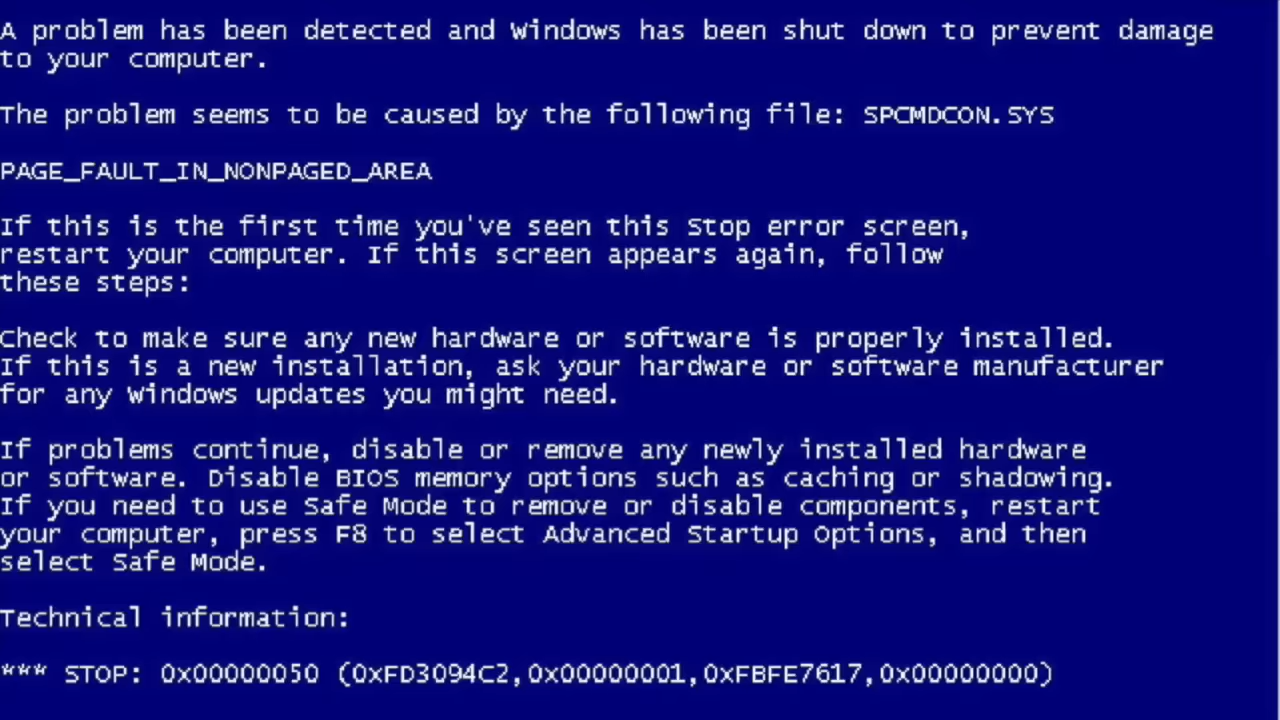 A problem has been detected and Windows has been shut down to prevent damage
to your computer.
The problem seems to be caused by the following file: SPCMDCON.SYS
PAGE_FAULT_IN_NONPAGED_AREA
If this is the first time you've seen this Stop error screen,
restart your computer. If this screen appears again, follow
these steps:
Check to make sure any new hardware or software is properly installed.
If this is a new installation, ask your hardware or software manufacturer
for any Windows updates you might need.
If problems continue, disable or remove any newly installed hardware
or software. Disable BIOS memory options such as caching or shadowing.
If you need to use Safe Mode to remove or disable components, restart
your computer, press F8 to select Advanced Startup Options, and then
select Safe Mode.
Technical information:
*** STOP: 0x00000050 (0xFD3094C2,0x00000001,0xFBFE7617,0x00000000)